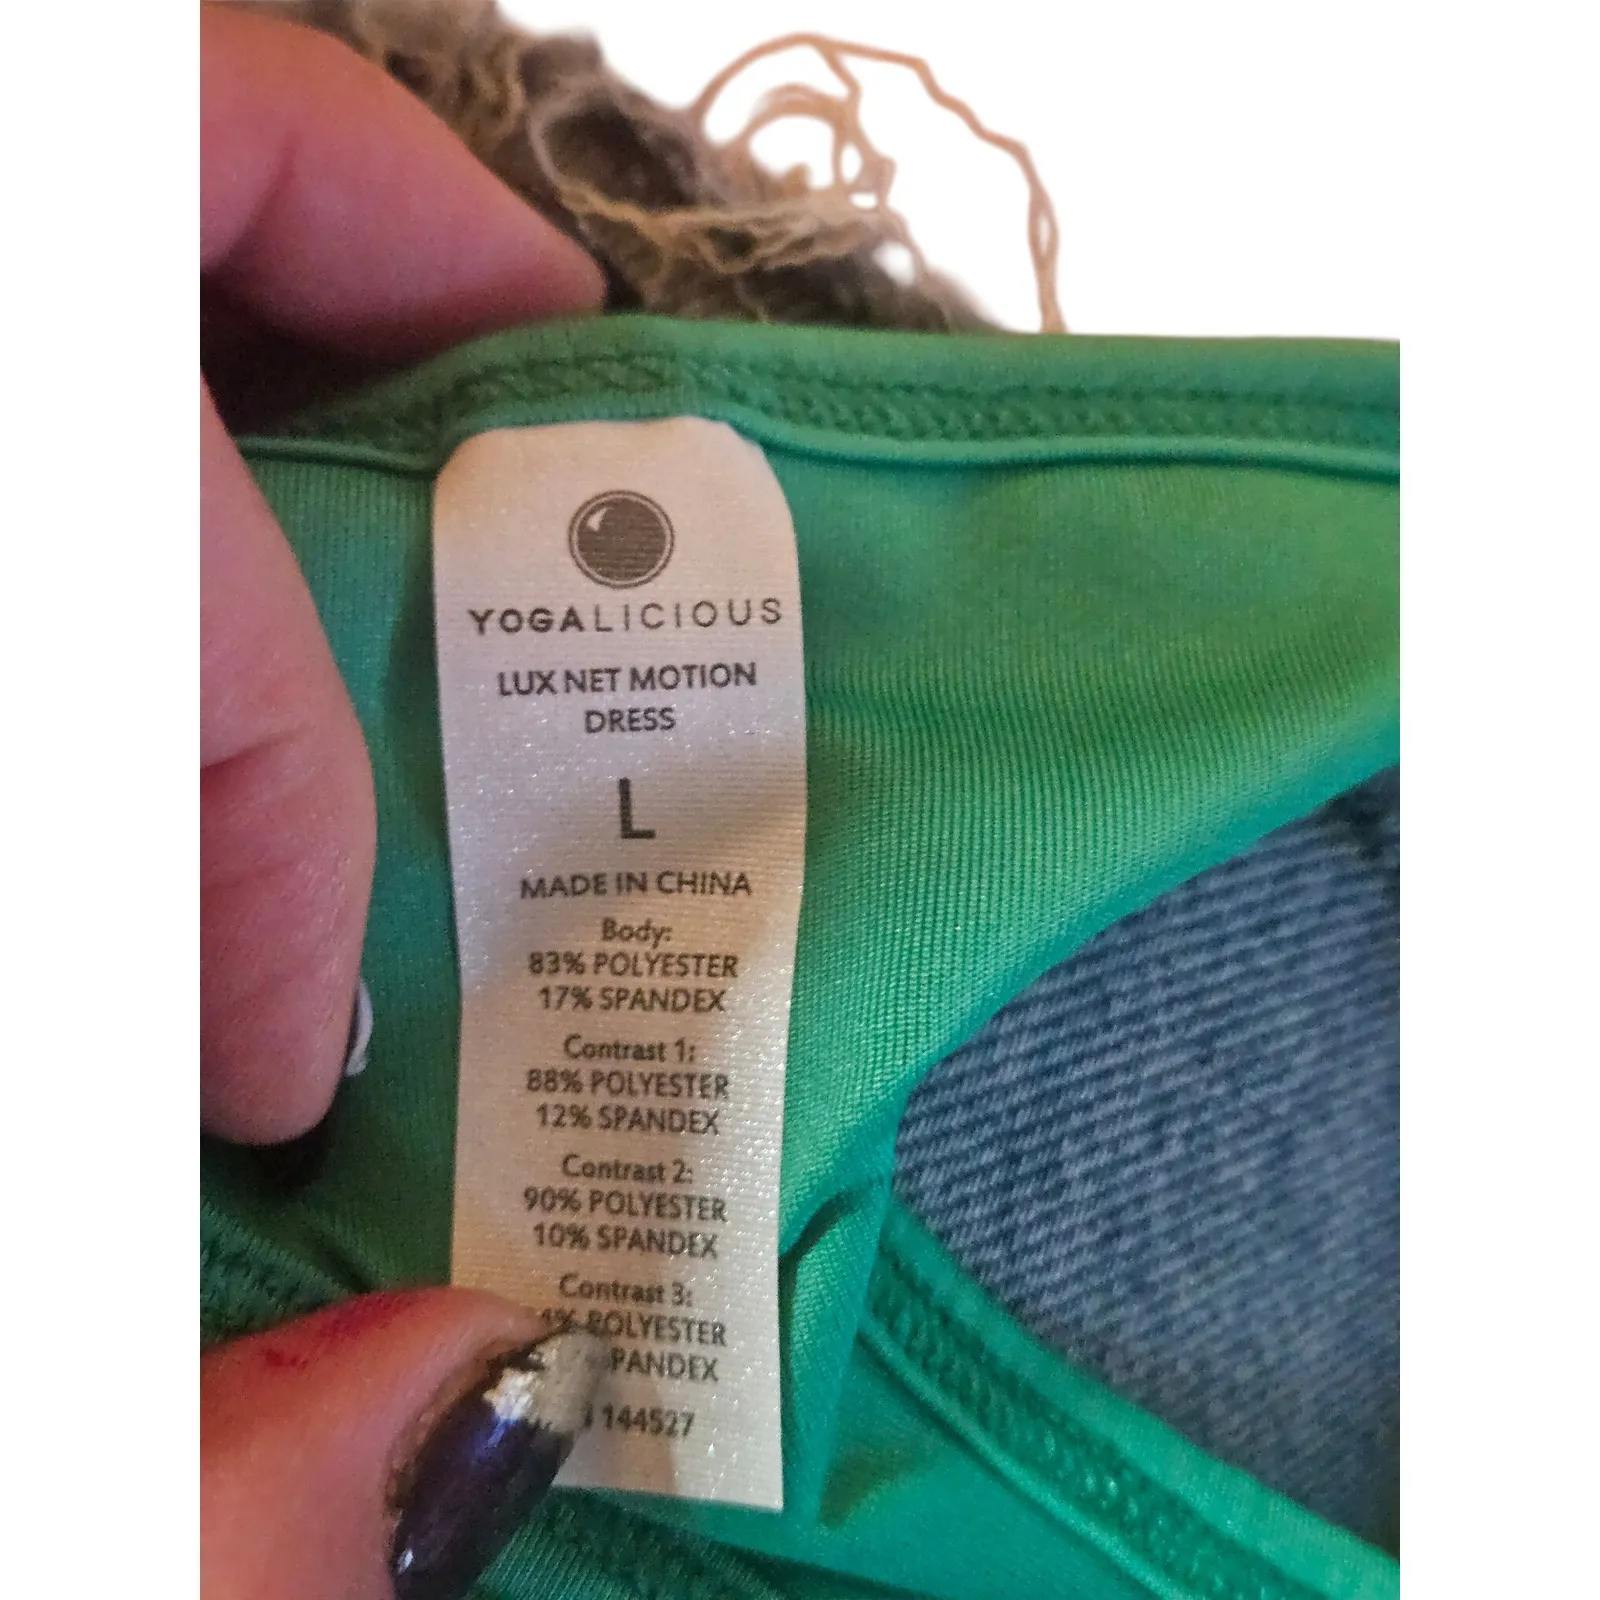 YOGALICIOUS
LUX NET MOTION
DRESS
L
MADE IN CHINA
Body:
83% POLYESTER
17% SPANDEX
Contrast 1:
88% POLYESTER
12% SPANDEX
Contrast 2:
90% POLYESTER
10% SPANDEX
Contrast 3:
POLYESTER
SPANDEX
144527